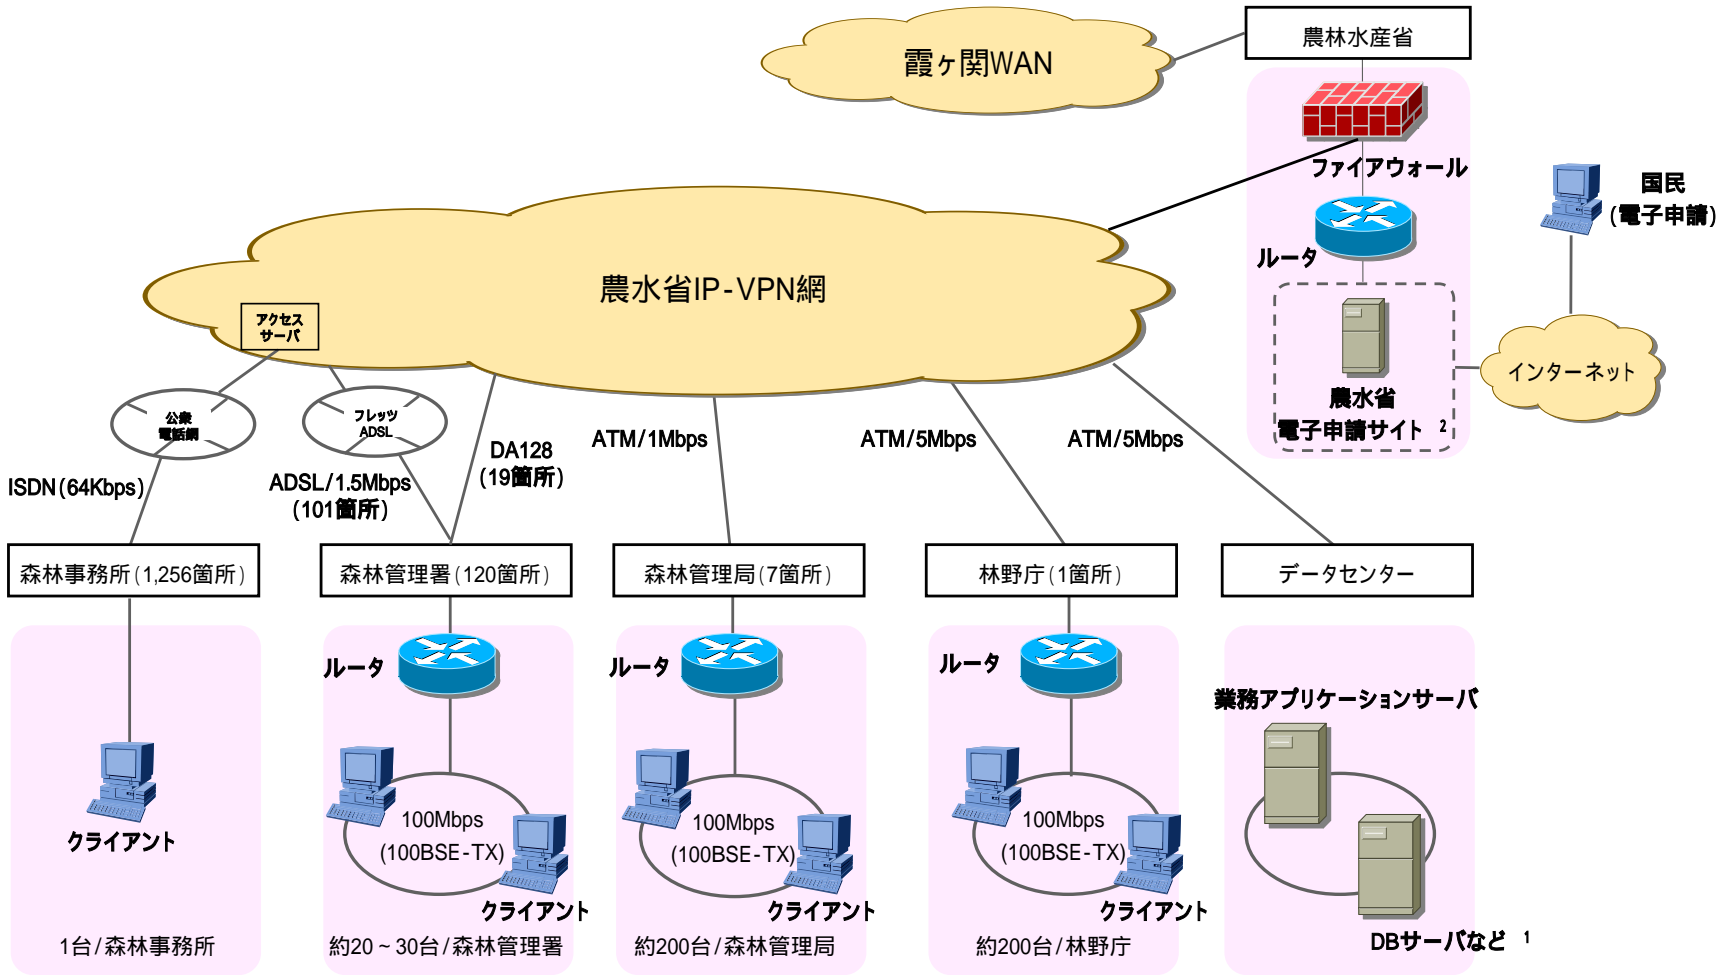 霞ヶ関WAN
農林水産省
ファイアウォール
ルータ
国民
(電子申請)
農水省IP-VPN網
アクセス
サーバ
農水省
電子申請サイト 2
インターネット
公衆
電話網
フレッツ
ADSL
ISDN(64Kbps)
ADSL/1.5Mbps
(101箇所)
DA128
(19箇所)
ATM/1Mbps
ATM/5Mbps
ATM/5Mbps
森林事務所(1,256箇所)
森林管理署(120箇所)
森林管理局(7箇所)
林野庁(1箇所)
データセンター
ルータ
ルータ
ルータ
業務アプリケーションサーバ
クライアント
100Mbps
(100BSE-TX)
クライアント
100Mbps
(100BSE-TX)
クライアント
100Mbps
(100BSE-TX)
クライアント
DBサーバなど 1
1台/森林事務所
約20~30台/森林管理署
約200台/森林管理局
約200台/林野庁